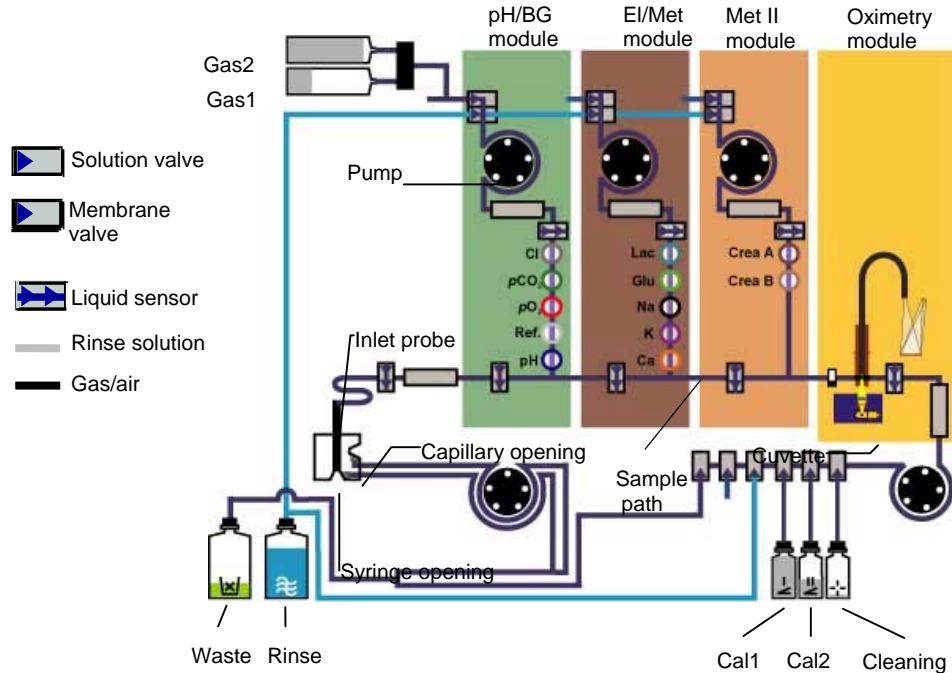 pH/BG
module
El/Met
module
Met II
module
Oximetry
module
Gas2
Gas1
Solution valve
Membrane
valve
Liquid sensor
Rinse solution
Gas/air
Pump
Cl
pCO₂
pO₂
Ref.
pH
Lac
Glu
Na
K
Ca
Crea A
Crea B
Inlet probe
Capillary opening
Sample
path
Cuvette
Syringe opening
Waste
Rinse
Cal1
Cal2
Cleaning